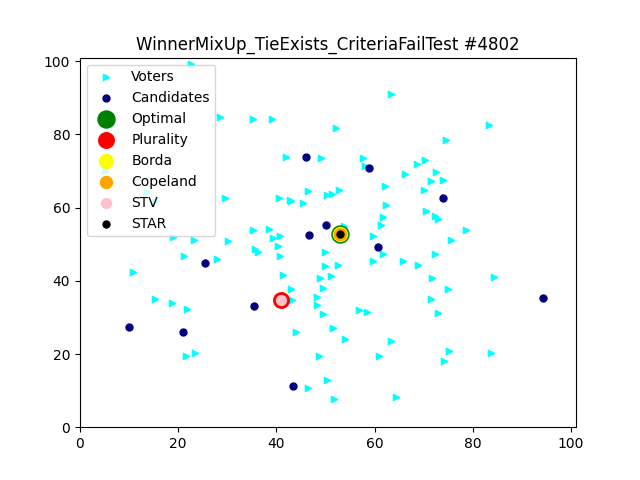 WinnerMixUp_TieExists_CriteriaFailTest #4802
100
80
60
40
20
0
Voters
Candidates
Optimal
Plurality
Borda
Copeland
STV
STAR
0 20 40 60 80 100